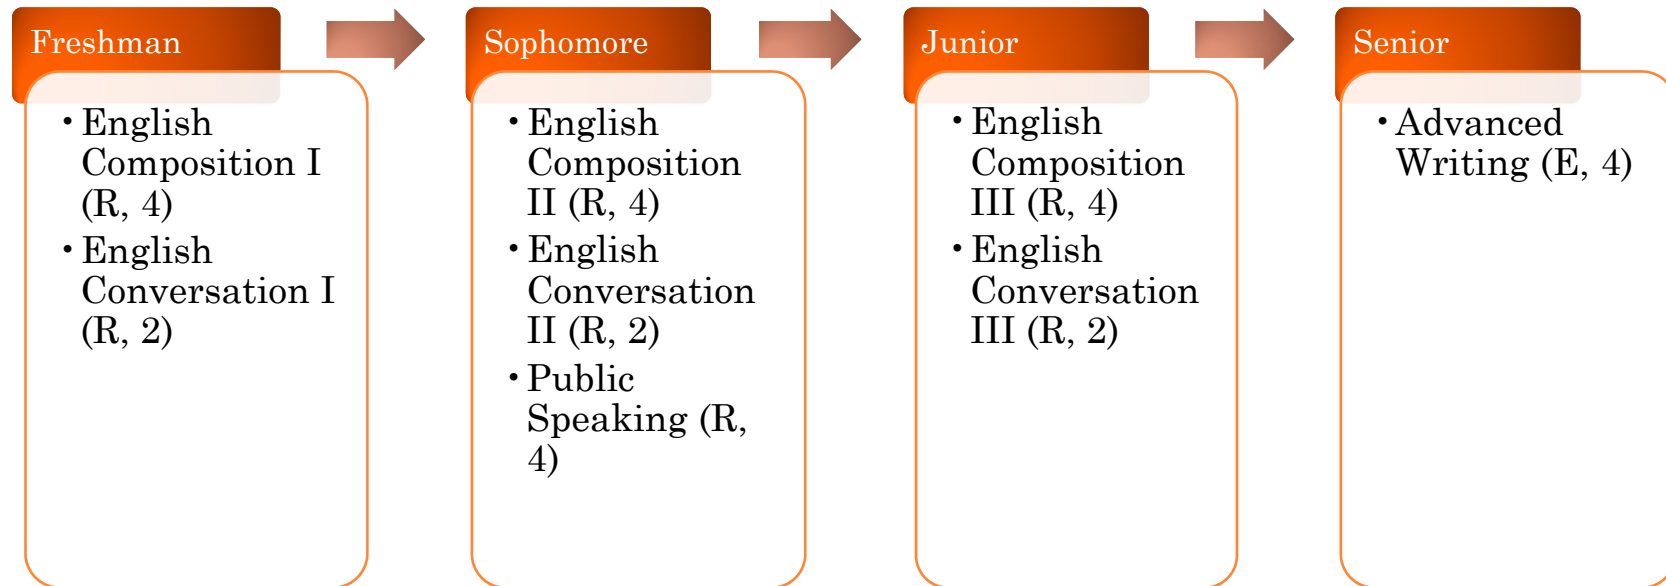 Freshman
• English
Composition I
(R, 4)
• English
Conversation I
(R, 2)
Sophomore
• English
Composition
II (R, 4)
• English
Conversation
II (R, 2)
• Public
Speaking (R,
4)
Junior
• English
Composition
III (R, 4)
• English
Conversation
III (R, 2)
Senior
• Advanced
Writing (E, 4)